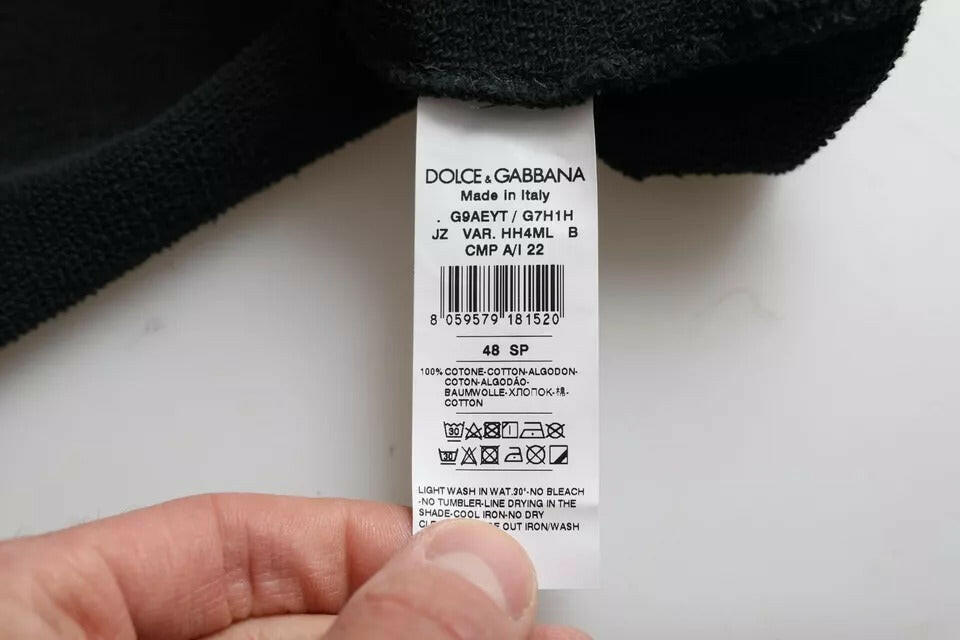 DOLCE & GABBANA
Made in Italy
. G9AEYT / G7H1H
JZ VAR. HH4ML B
CMP A/I 22
8 059579 181520
48 SP
100% COTONE-COTTON-ALGODON-
COTON-ALGODÃO-
BAUMWOLLE-ХЛОПОК-棉-
COTTON
30
30
LIGHT WASH IN WAT.30°-NO BLEACH
-NO TUMBLER-LINE DRYING IN THE
SHADE-COOL IRON-NO DRY
OUT IRON/WASH